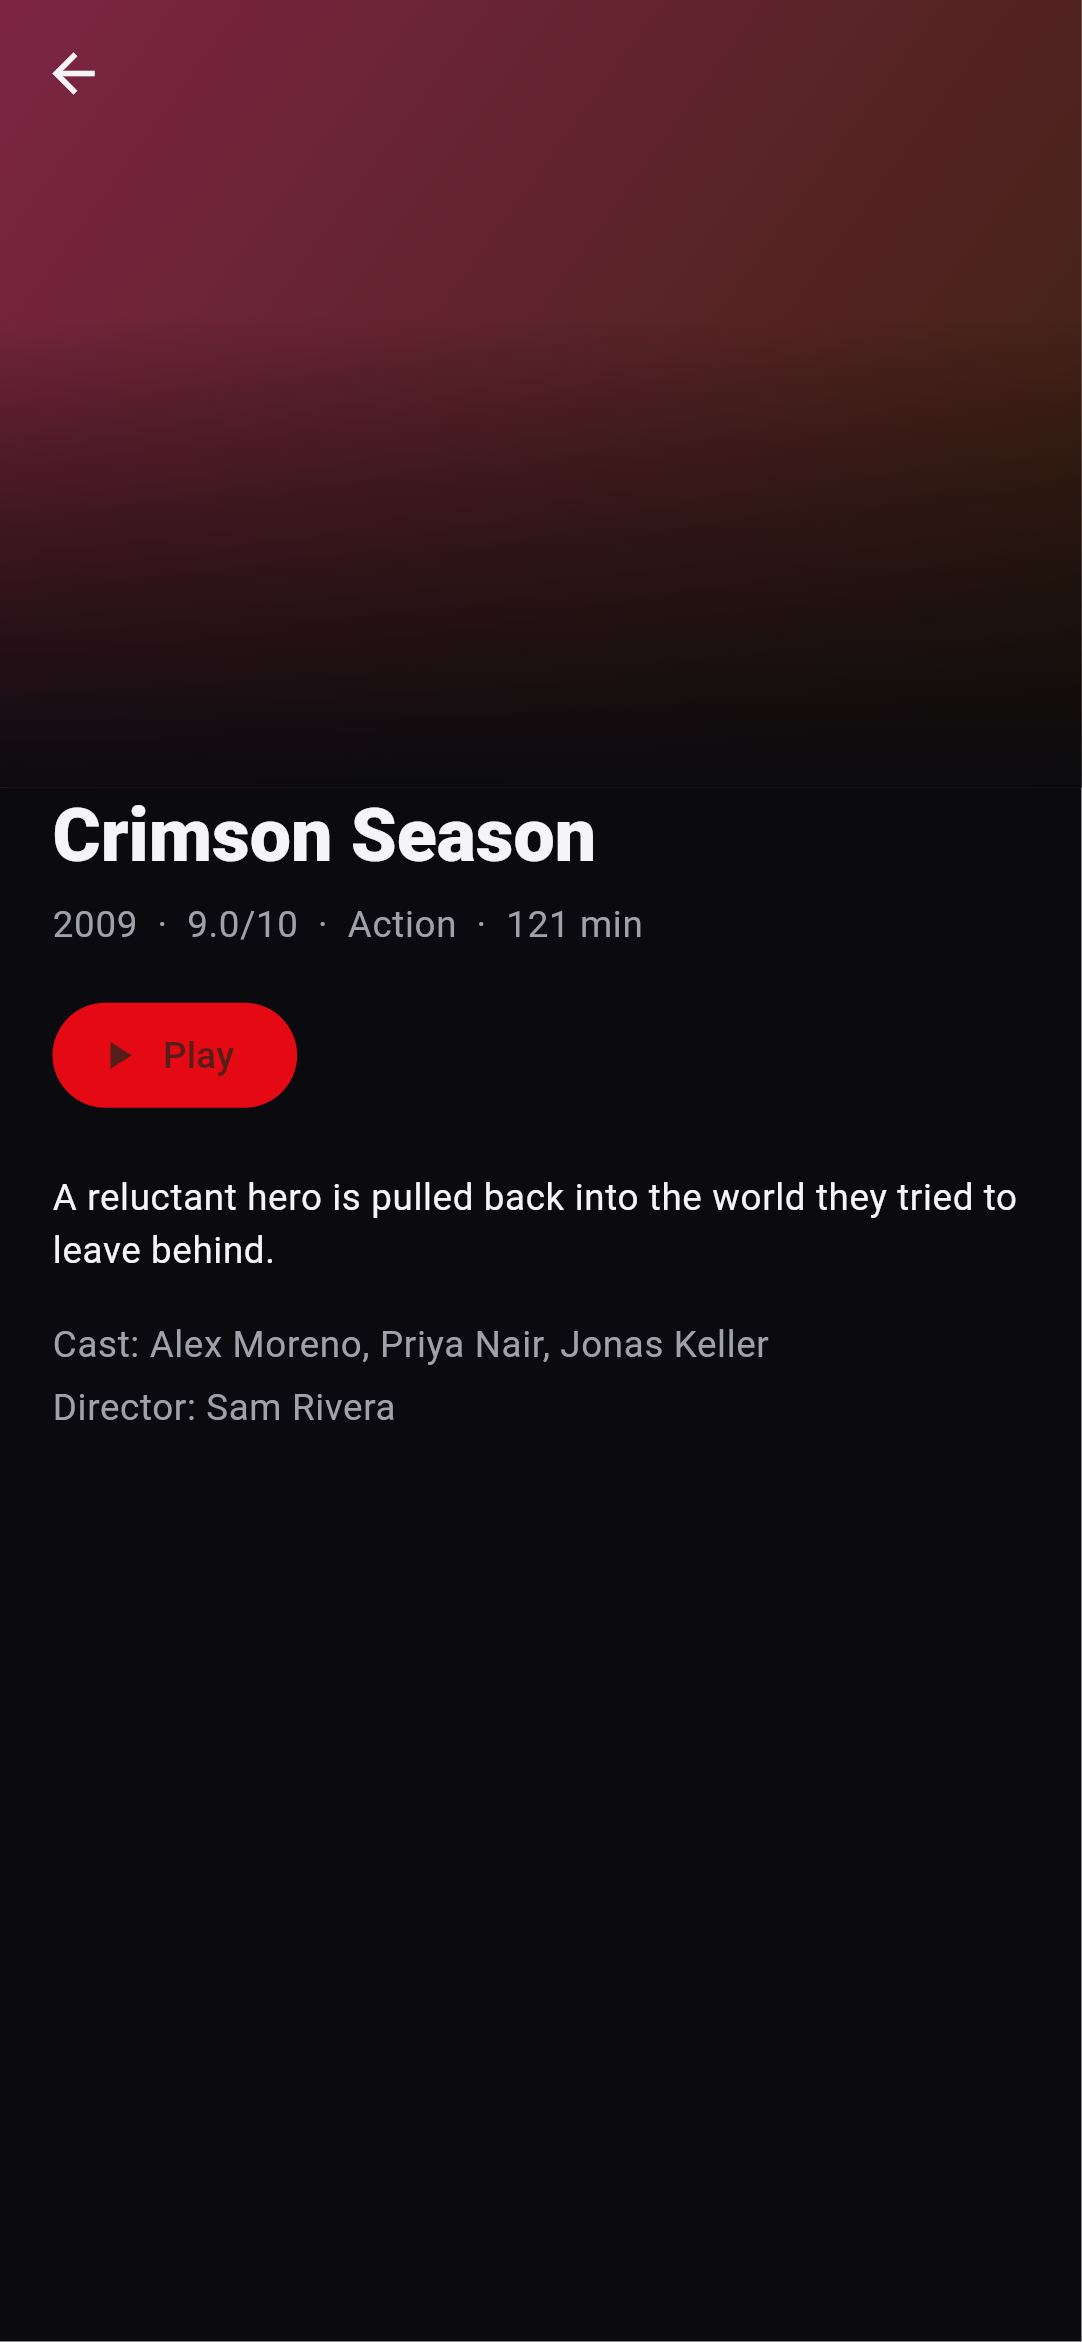 Crimson Season
2009 · 9.0/10 · Action · 121 min
Play
A reluctant hero is pulled back into the world they tried to
leave behind.
Cast: Alex Moreno, Priya Nair, Jonas Keller
Director: Sam Rivera